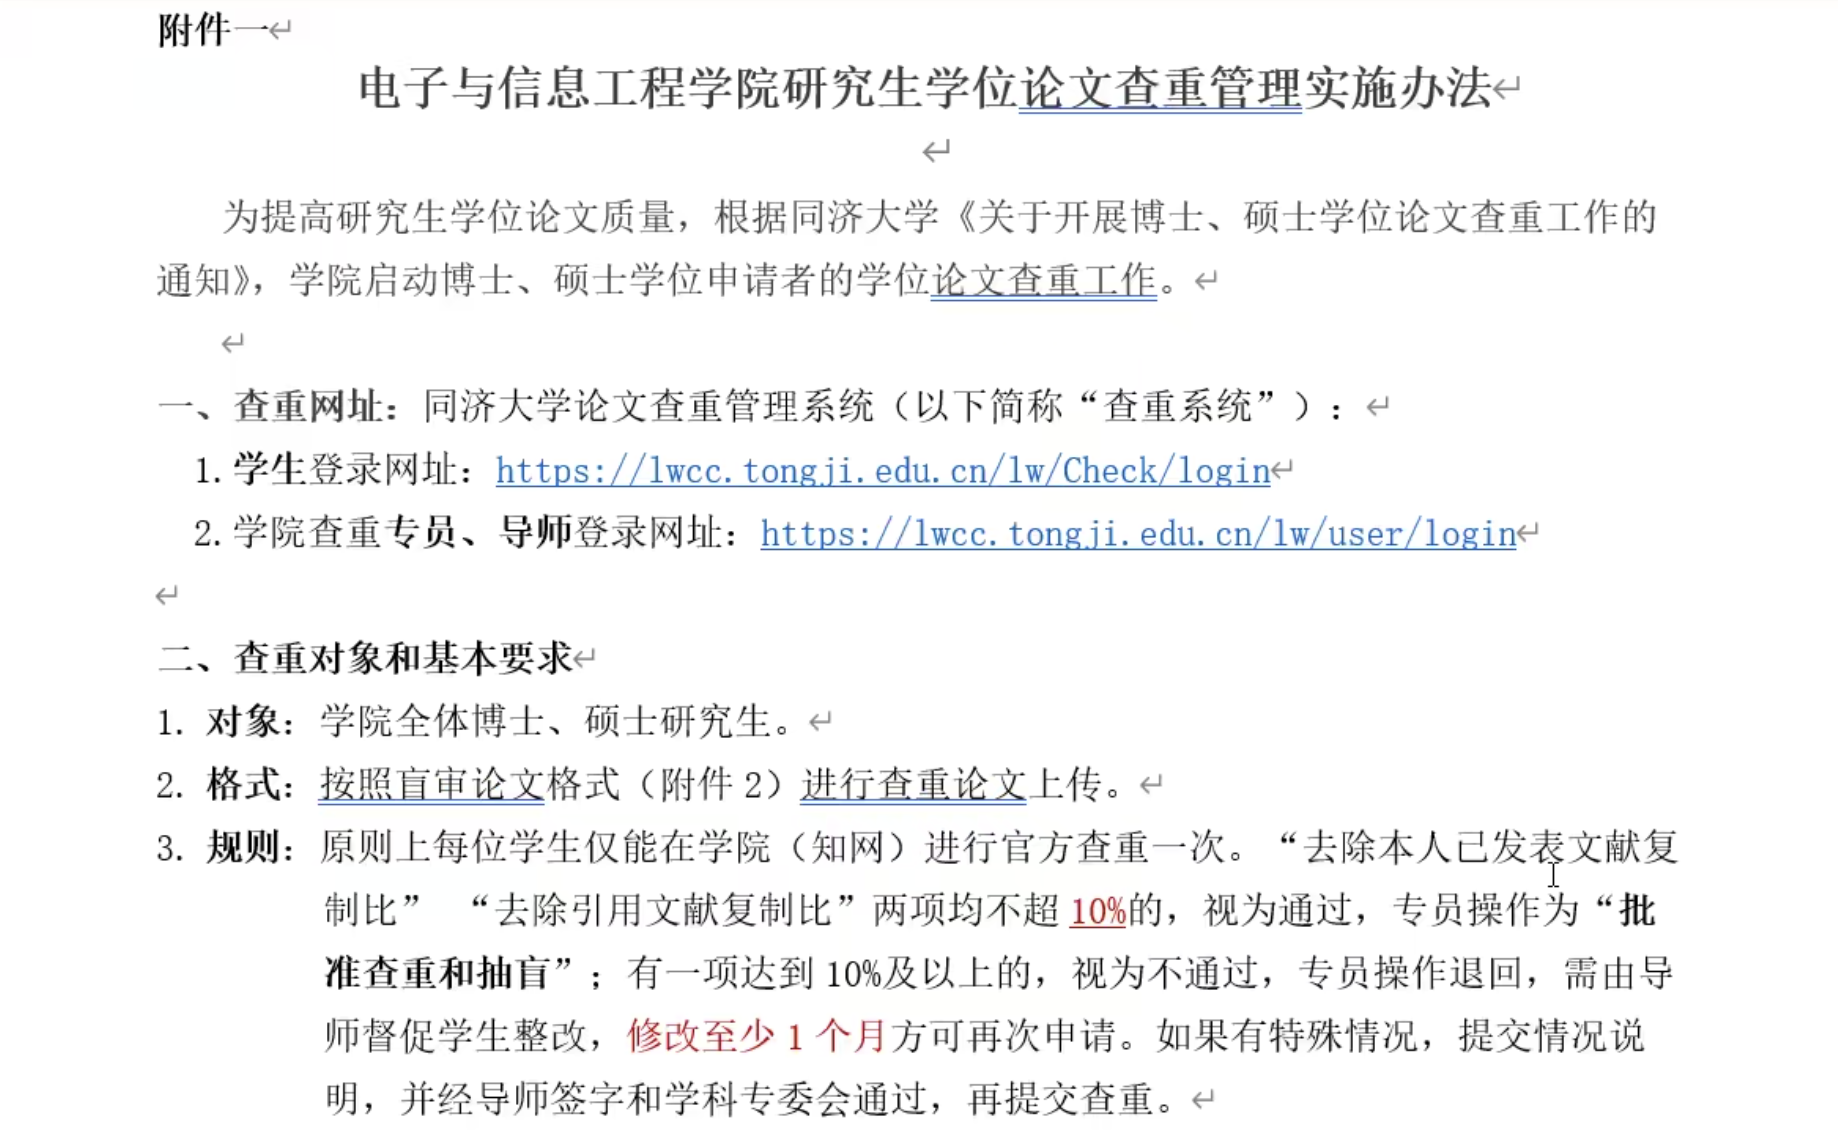 附件一
电子与信息工程学院研究生学位论文查重管理实施办法
为提高研究生学位论文质量，根据同济大学《关于开展博士、硕士学位论文查重工作的
通知》，学院启动博士、硕士学位申请者的学位论文查重工作。
一、查重网址：同济大学论文查重管理系统（以下简称“查重系统”）：
1.学生登录网址：https://lwcc.tongji.edu.cn/lw/Check/login
2.学院查重专员、导师登录网址：https://lwcc.tongji.edu.cn/lw/user/login
二、查重对象和基本要求
1. 对象：学院全体博士、硕士研究生。
2. 格式：按照盲审论文格式（附件 2）进行查重论文上传。
3. 规则：原则上每位学生仅能在学院（知网）进行官方查重一次。“去除本人已发表文献复
制比” “去除引用文献复制比”两项均不超 10%的，视为通过，专员操作为“批
准查重和抽盲”；有一项达到 10%及以上的，视为不通过，专员操作退回，需由导
师督促学生整改，修改至少 1 个月方可再次申请。如果有特殊情况，提交情况说
明，并经导师签字和学科专委会通过，再提交查重。